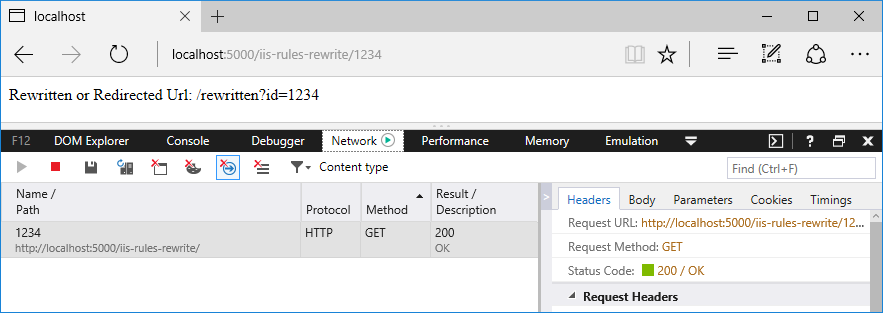 localhost
localhost:5000/iis-rules-rewrite/1234
Rewritten or Redirected Url: /rewritten?id=1234
F12 DOM Explorer Console Debugger Network Performance Memory Emulation
Content type
Find (Ctrl+F)
Name /
Path
Protocol
Method
Result /
Description
Headers Body Parameters Cookies Timings
1234
http://localhost:5000/iis-rules-rewrite/
HTTP
GET
200
OK
Request URL: http://localhost:5000/iis-rules-rewrite/12...
Request Method: GET
Status Code: 200 / OK
Request Headers